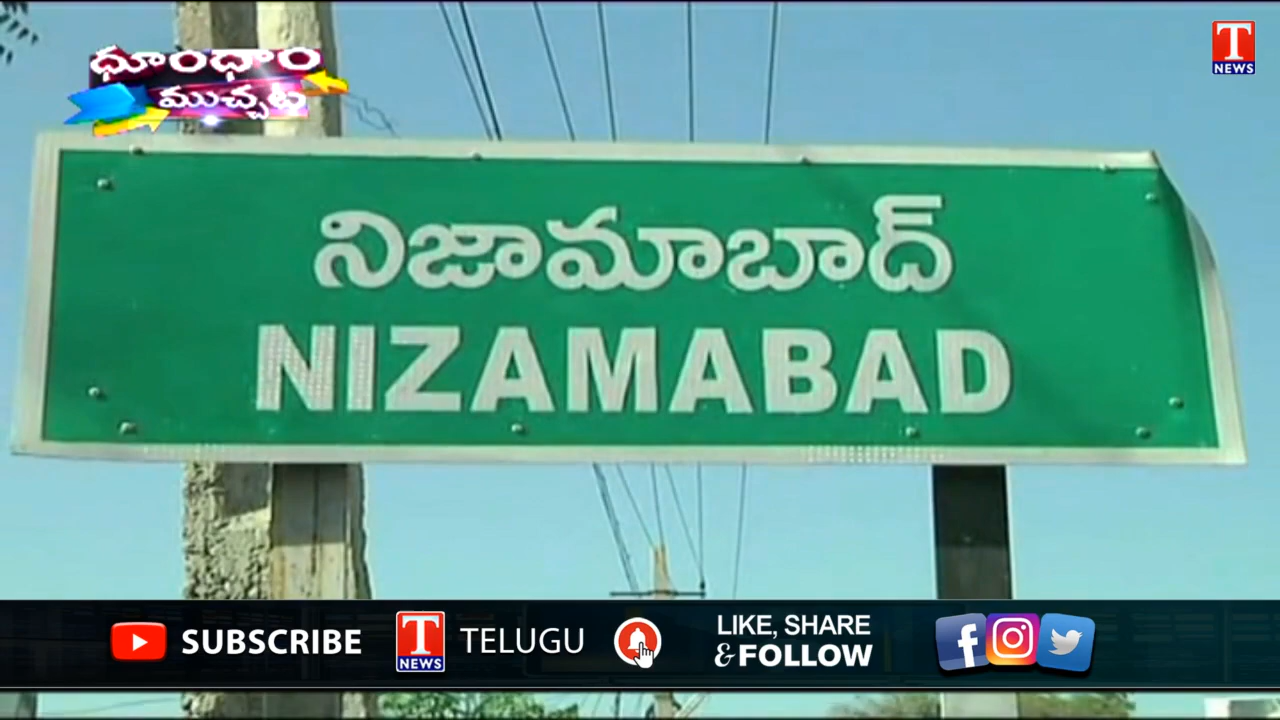 ధూంధాం
ముచ్చట
T
NEWS
నిజామాబాద్
NIZAMABAD
SUBSCRIBE
T
NEWS
TELUGU
LIKE, SHARE
& FOLLOW